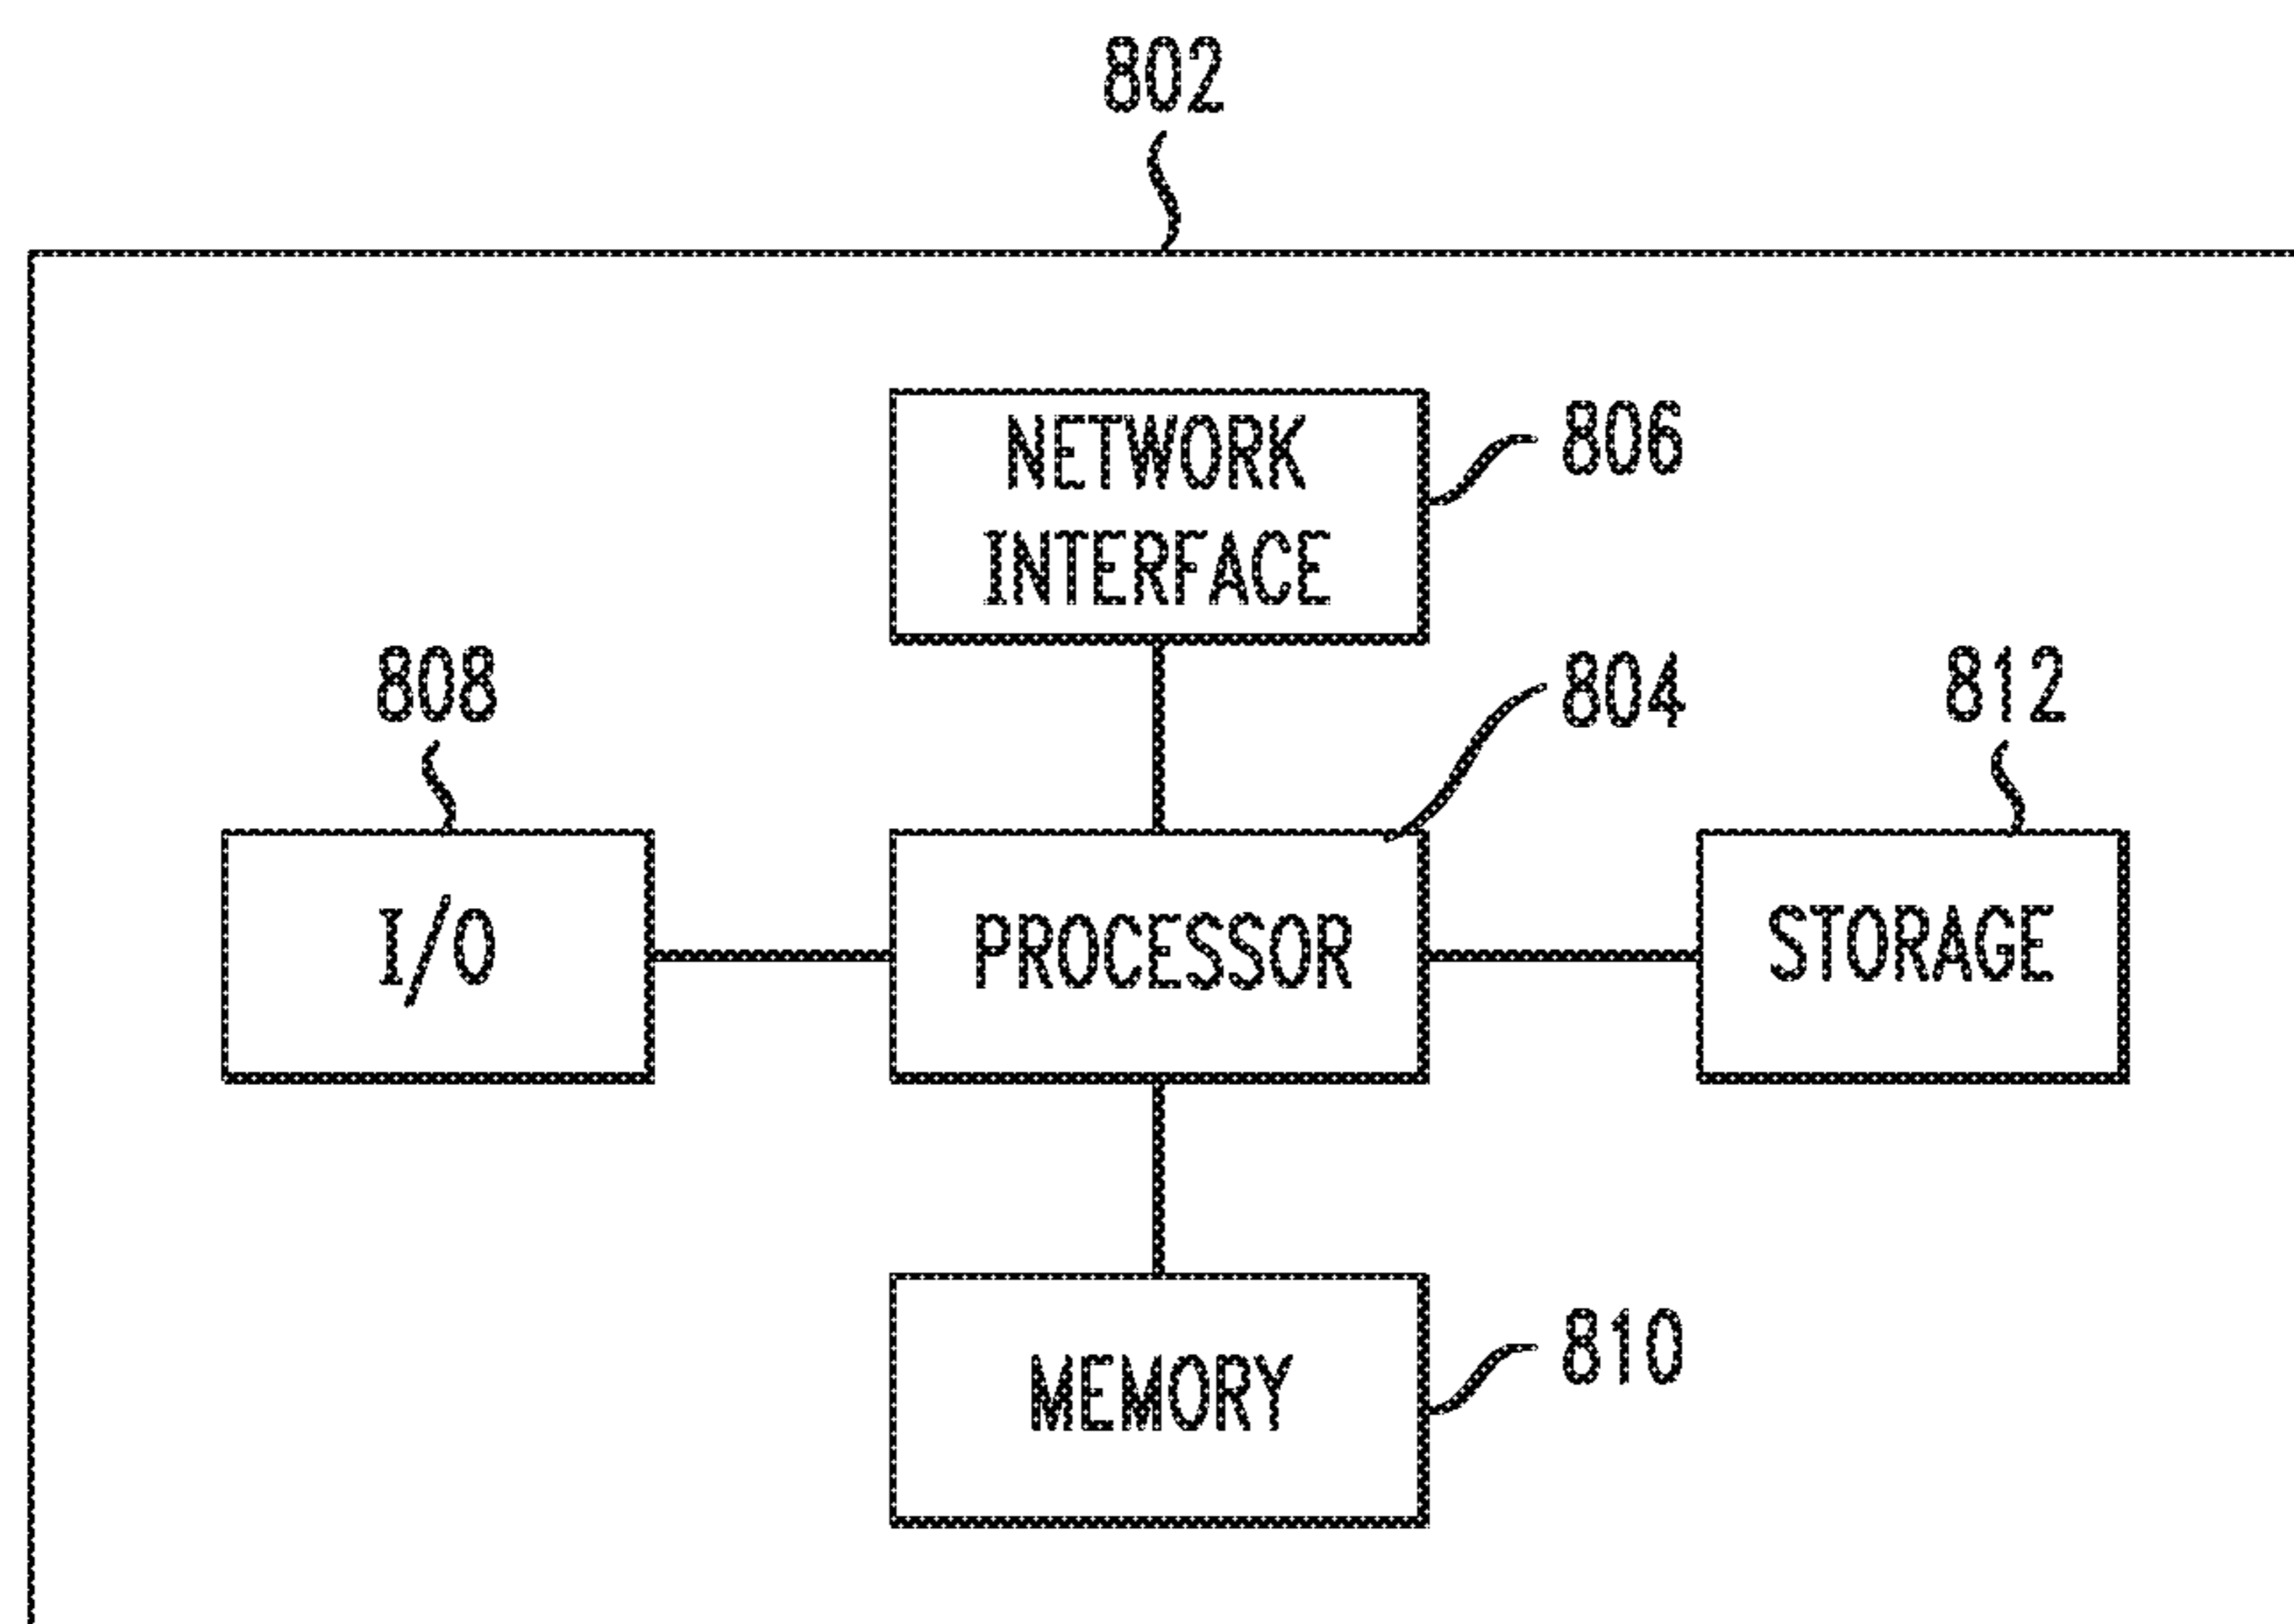 802
NETWORK
INTERFACE
806
808
804
812
I/O
PROCESSOR
STORAGE
MEMORY
810